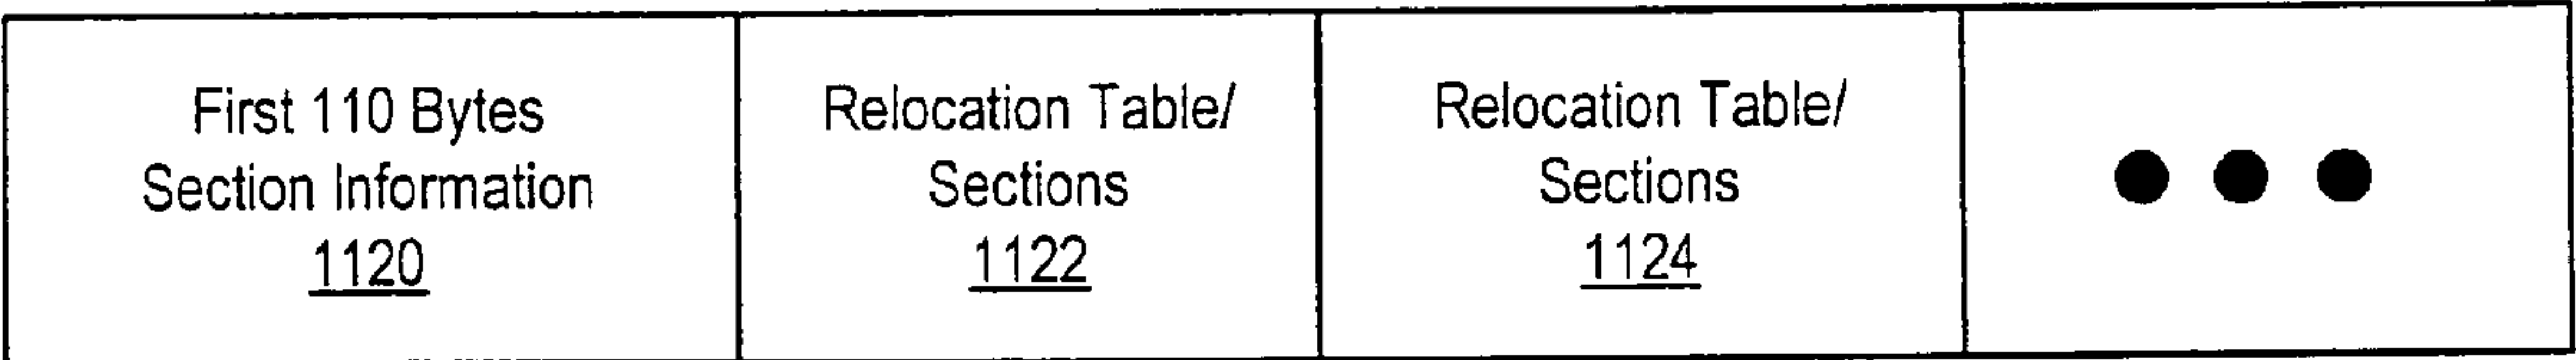 First 110 Bytes
Section Information
1120
Relocation Table/
Sections
1122
Relocation Table/
Sections
1124